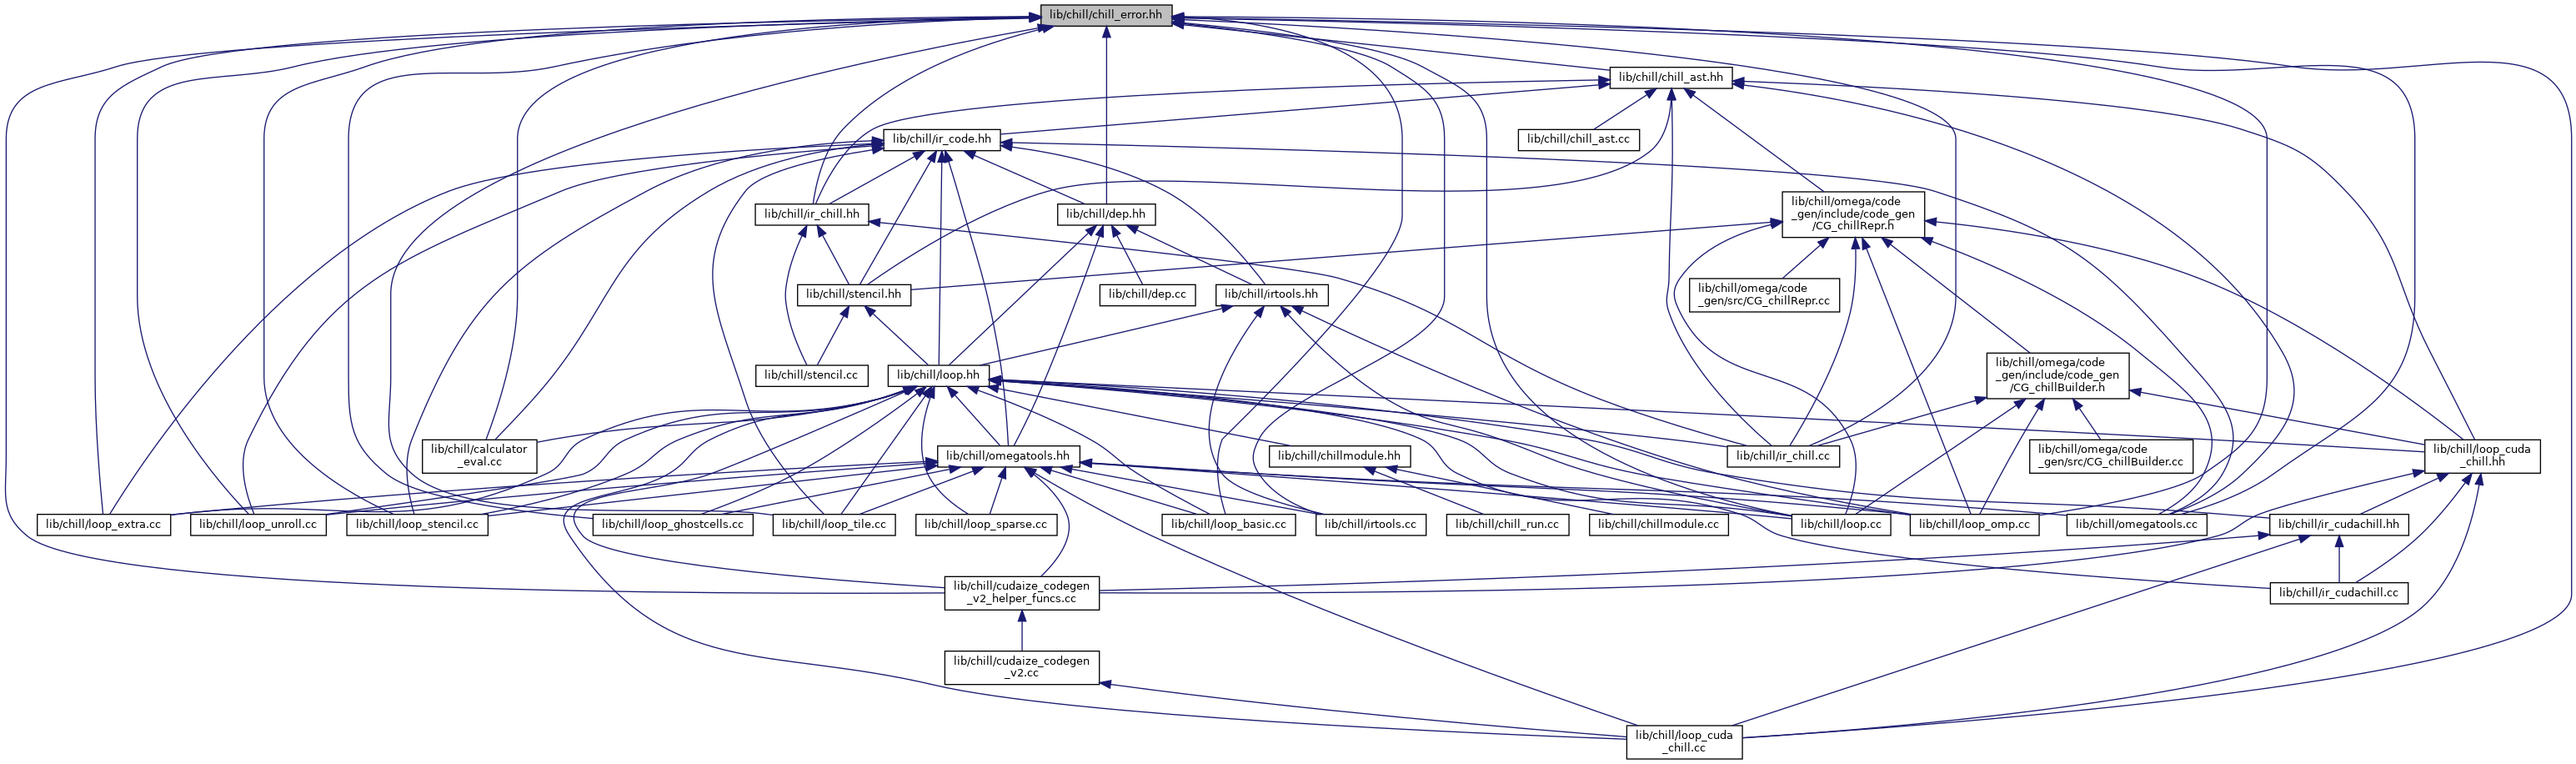 lib/chill/chill_error.hh
lib/chill/chill_ast.hh
lib/chill/ir_code.hh
lib/chill/chill_ast.cc
lib/chill/ir_chill.hh
lib/chill/dep.hh
lib/chill/omega/code
_gen/include/code_gen
/CG_chillRepr.h
lib/chill/stencil.hh
lib/chill/dep.cc
lib/chill/irtools.hh
lib/chill/omega/code
_gen/src/CG_chillRepr.cc
lib/chill/stencil.cc
lib/chill/loop.hh
lib/chill/omega/code
_gen/include/code_gen
/CG_chillBuilder.h
lib/chill/calculator
_eval.cc
lib/chill/omegatools.hh
lib/chill/chillmodule.hh
lib/chill/ir_chill.cc
lib/chill/omega/code
_gen/src/CG_chillBuilder.cc
lib/chill/loop_cuda
_chill.hh
lib/chill/loop_extra.cc
lib/chill/loop_unroll.cc
lib/chill/loop_stencil.cc
lib/chill/loop_ghostcells.cc
lib/chill/loop_tile.cc
lib/chill/loop_sparse.cc
lib/chill/loop_basic.cc
lib/chill/irtools.cc
lib/chill/chill_run.cc
lib/chill/chillmodule.cc
lib/chill/loop.cc
lib/chill/loop_omp.cc
lib/chill/omegatools.cc
lib/chill/ir_cudachill.hh
lib/chill/cudaize_codegen
_v2_helper_funcs.cc
lib/chill/ir_cudachill.cc
lib/chill/cudaize_codegen
_v2.cc
lib/chill/loop_cuda
_chill.cc